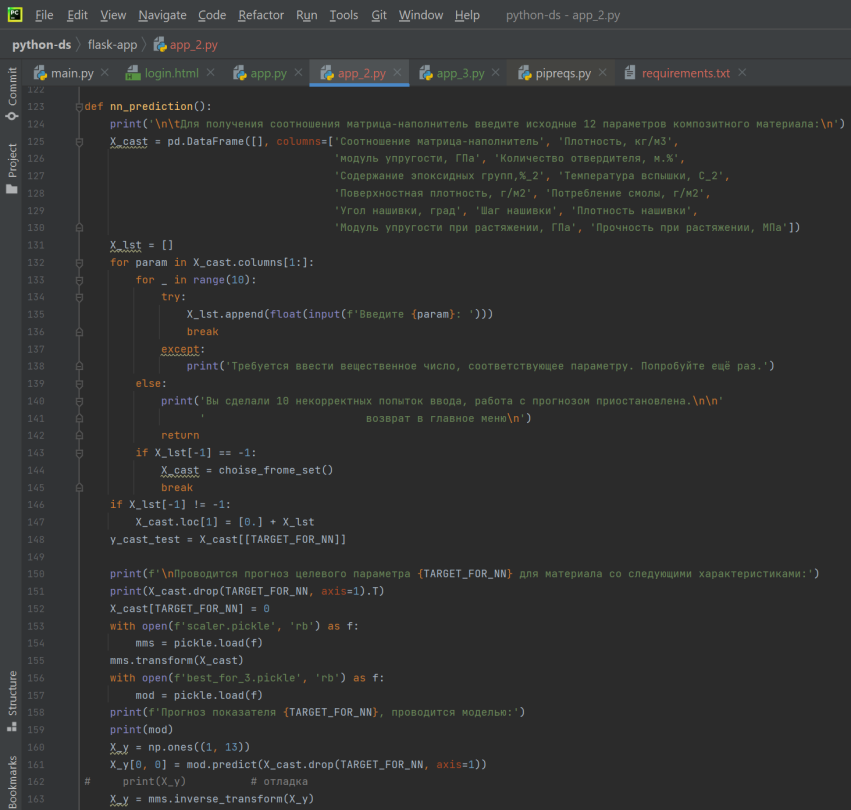 PC File Edit View Navigate Code Refactor Run Tools Git Window Help python-ds - app_2.py
python-ds flask-app app_2.py
main.py login.html app.py app_2.py app_3.py pipreqs.py requirements.txt
Commit
Project
Structure
Bookmarks
122
123 def nn_prediction():
124 print('\n\tДля получения соотношения матрица-наполнитель введите исходные 12 параметров композитного материала:\n')
125 X_cast = pd.DataFrame([], columns=['Соотношение матрица-наполнитель', 'Плотность, кг/м3',
126 'модуль упругости, ГПа', 'Количество отвердителя, м.%',
127 'Содержание эпоксидных групп,%_2', 'Температура вспышки, С_2',
128 'Поверхностная плотность, г/м2', 'Потребление смолы, г/м2',
129 'Угол нашивки, град', 'Шаг нашивки', 'Плотность нашивки',
130 'Модуль упругости при растяжении, ГПа', 'Прочность при растяжении, МПа'])
131 X_lst = []
132 for param in X_cast.columns[1:]:
133 for _ in range(10):
134 try:
135 X_lst.append(float(input(f'Введите {param}: ')))
136 break
137 except:
138 print('Требуется ввести вещественное число, соответствующее параметру. Попробуйте ещё раз.')
139 else:
140 print('Вы сделали 10 некорректных попыток ввода, работа с прогнозом приостановлена.\n\n'
141 ' возврат в главное меню\n')
142 return
143 if X_lst[-1] == -1:
144 X_cast = choise_frome_set()
145 break
146 if X_lst[-1] != -1:
147 X_cast.loc[1] = [0.] + X_lst
148 y_cast_test = X_cast[[TARGET_FOR_NN]]
149
150 print(f'\nПроводится прогноз целевого параметра {TARGET_FOR_NN} для материала со следующими характеристиками:')
151 print(X_cast.drop(TARGET_FOR_NN, axis=1).T)
152 X_cast[TARGET_FOR_NN] = 0
153 with open(f'scaler.pickle', 'rb') as f:
154 mms = pickle.load(f)
155 mms.transform(X_cast)
156 with open(f'best_for_3.pickle', 'rb') as f:
157 mod = pickle.load(f)
158 print(f'Прогноз показателя {TARGET_FOR_NN}, проводится моделью:')
159 print(mod)
160 X_y = np.ones((1, 13))
161 X_y[0, 0] = mod.predict(X_cast.drop(TARGET_FOR_NN, axis=1))
162 # print(X_y) # отладка
163 X_y = mms.inverse_transform(X_y)